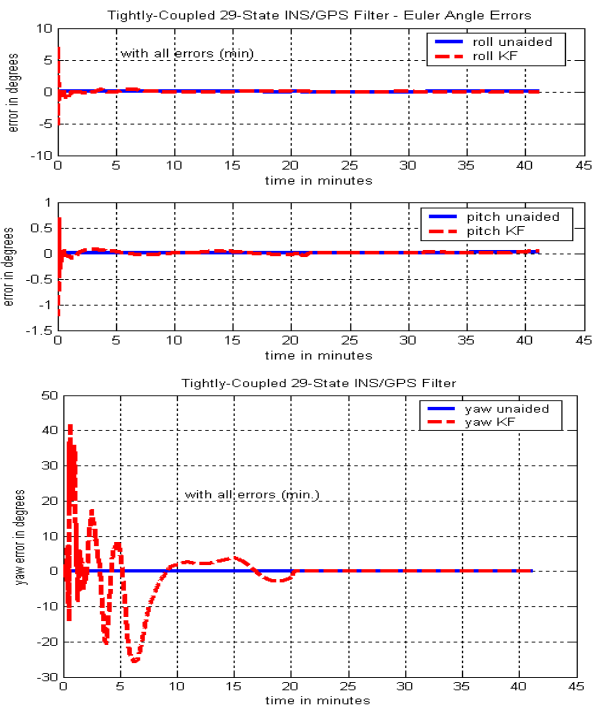 Tightly-Coupled 29-State INS/GPS Filter - Euler Angle Errors
10
5
0
-5
-10
error in degrees
with all errors (min)
roll unaided
roll KF
0 5 10 15 20 25 30 35 40 45
time in minutes
1
0.5
0
-0.5
-1
-1.5
error in degrees
pitch unaided
pitch KF
0 5 10 15 20 25 30 35 40 45
time in minutes
Tightly-Coupled 29-State INS/GPS Filter
50
40
30
20
10
0
-10
-20
-30
yaw error in degrees
yaw unaided
yaw KF
with all errors (min.)
0 5 10 15 20 25 30 35 40 45
time in minutes